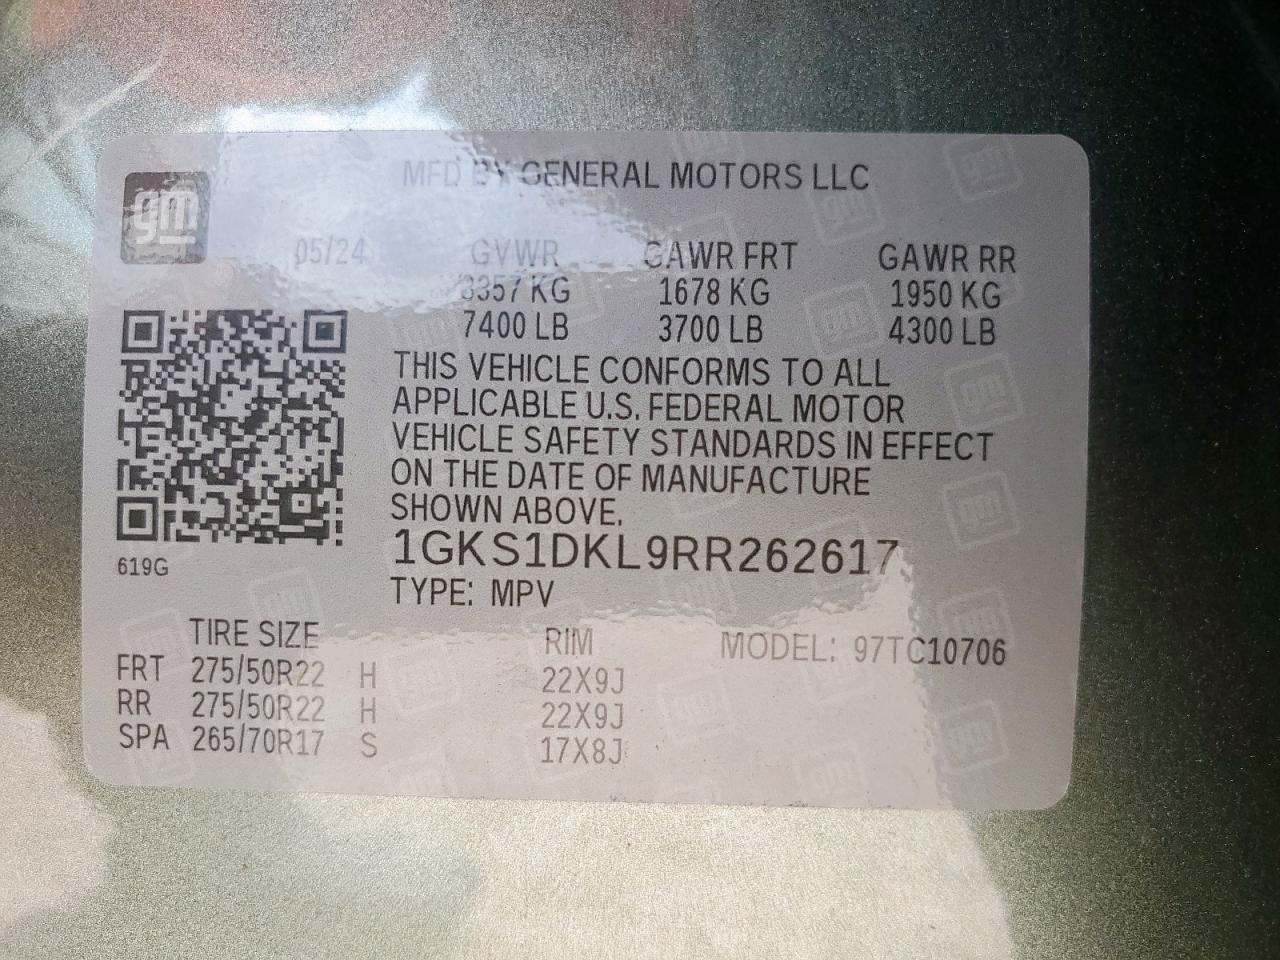 gm
MFD BY GENERAL MOTORS LLC
05/24 GVWR GAWR FRT GAWR RR
3357 KG 1678 KG 1950 KG
7400 LB 3700 LB 4300 LB
THIS VEHICLE CONFORMS TO ALL
APPLICABLE U.S. FEDERAL MOTOR
VEHICLE SAFETY STANDARDS IN EFFECT
ON THE DATE OF MANUFACTURE
SHOWN ABOVE.
1GKS1DKL9RR262617
619G
TYPE: MPV
TIRE SIZE RIM MODEL: 97TC10706
FRT 275/50R22 H 22X9J
RR 275/50R22 H 22X9J
SPA 265/70R17 S 17X8J